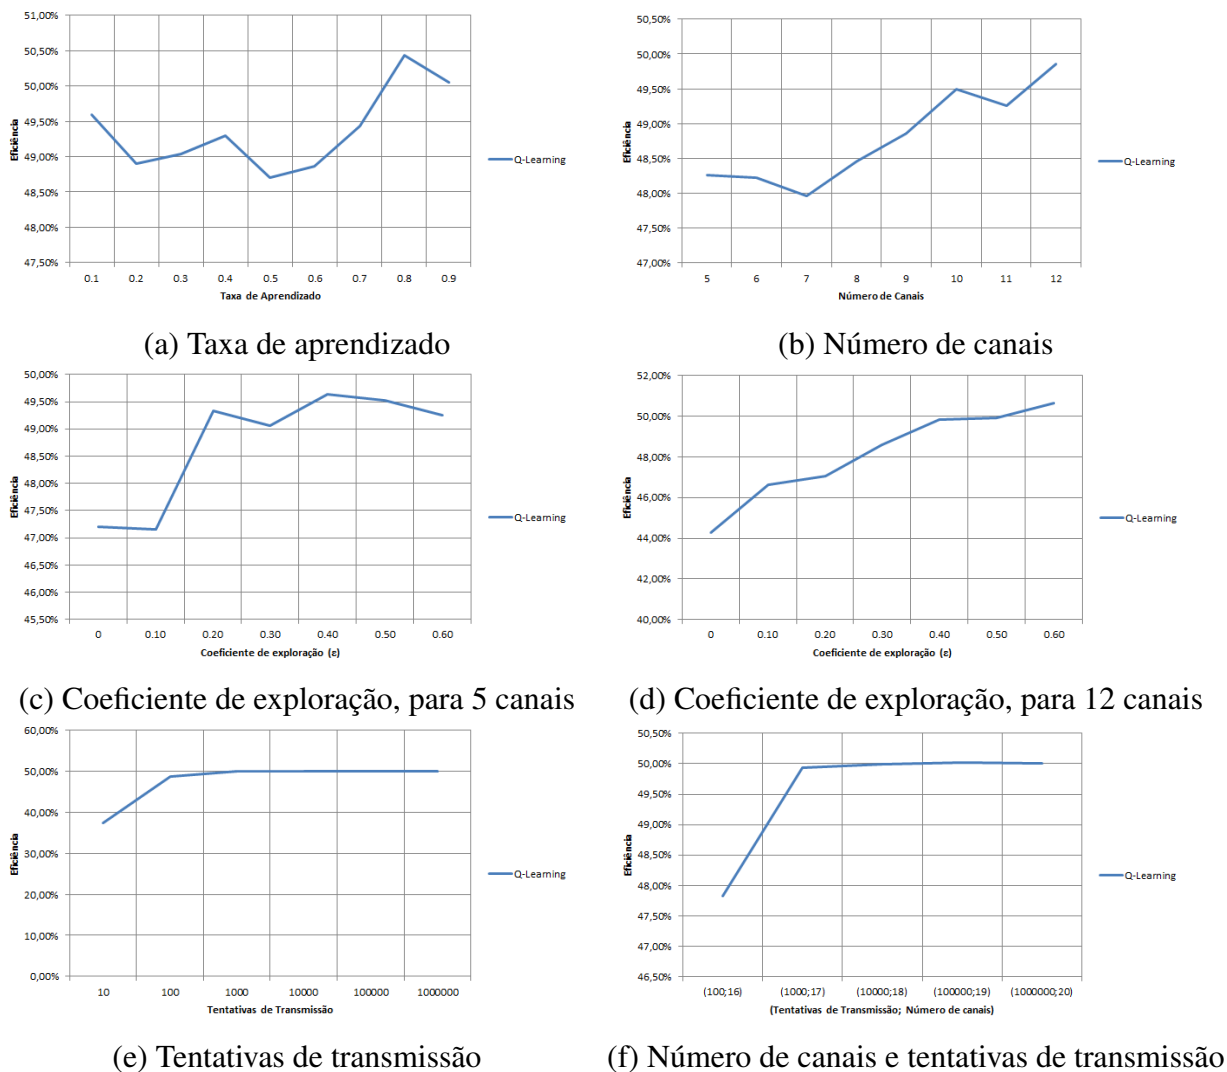 51,00%
50,50%
50,00%
49,50%
49,00%
48,50%
48,00%
47,50%
Eficiência
0.1 0.2 0.3 0.4 0.5 0.6 0.7 0.8 0.9
Taxa de Aprendizado
Q-Learning
(a) Taxa de aprendizado
50,50%
50,00%
49,50%
49,00%
48,50%
48,00%
47,50%
47,00%
Eficiência
5 6 7 8 9 10 11 12
Número de Canais
Q-Learning
(b) Número de canais
50,00%
49,50%
49,00%
48,50%
48,00%
47,50%
47,00%
46,50%
46,00%
45,50%
Eficiência
0 0.10 0.20 0.30 0.40 0.50 0.60
Coeficiente de exploração (ε)
Q-Learning
(c) Coeficiente de exploração, para 5 canais
52,00%
50,00%
48,00%
46,00%
44,00%
42,00%
40,00%
Eficiência
0 0.10 0.20 0.30 0.40 0.50 0.60
Coeficiente de exploração (ε)
Q-Learning
(d) Coeficiente de exploração, para 12 canais
60,00%
50,00%
40,00%
30,00%
20,00%
10,00%
0,00%
Eficiência
10 100 1000 10000 100000 1000000
Tentativas de Transmissão
Q-Learning
(e) Tentativas de transmissão
50,50%
50,00%
49,50%
49,00%
48,50%
48,00%
47,50%
47,00%
46,50%
Eficiência
(100;16) (1000;17) (10000;18) (100000;19) (1000000;20)
(Tentativas de Transmissão; Número de canais)
Q-Learning
(f) Número de canais e tentativas de transmissão